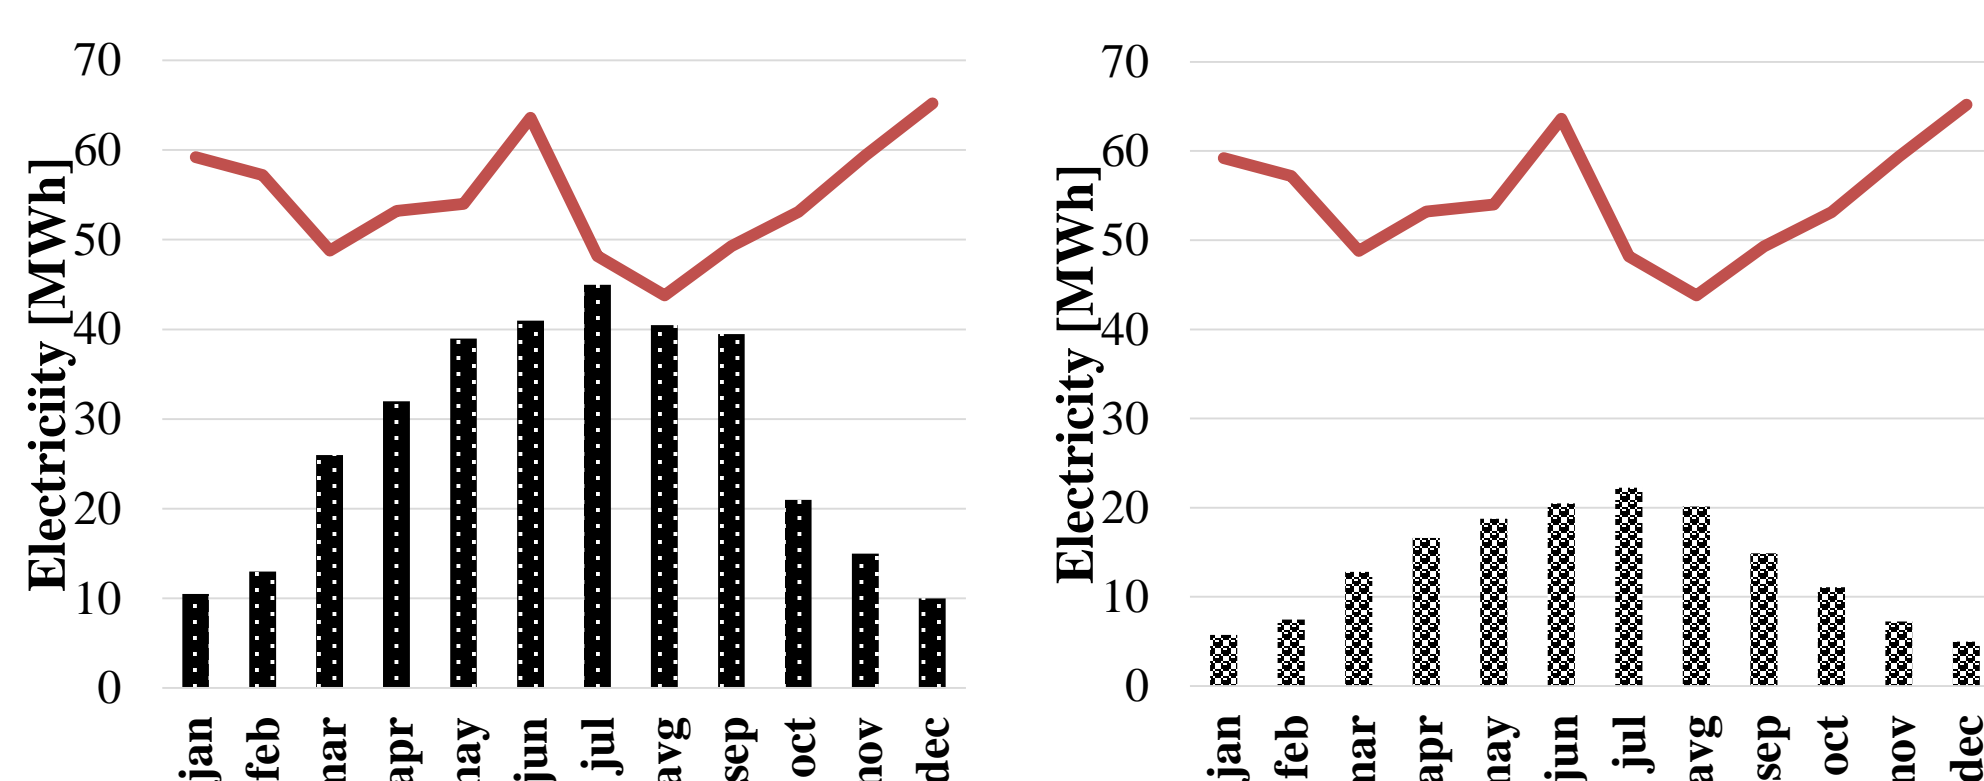 70
60
50
40
30
20
10
0
Electriciity [MWh]
jan
feb
mar
apr
may
jun
jul
avg
sep
oct
nov
dec
70
60
50
40
30
20
10
0
Electricity [MWh]
jan
feb
mar
apr
may
jun
jul
avg
sep
oct
nov
dec